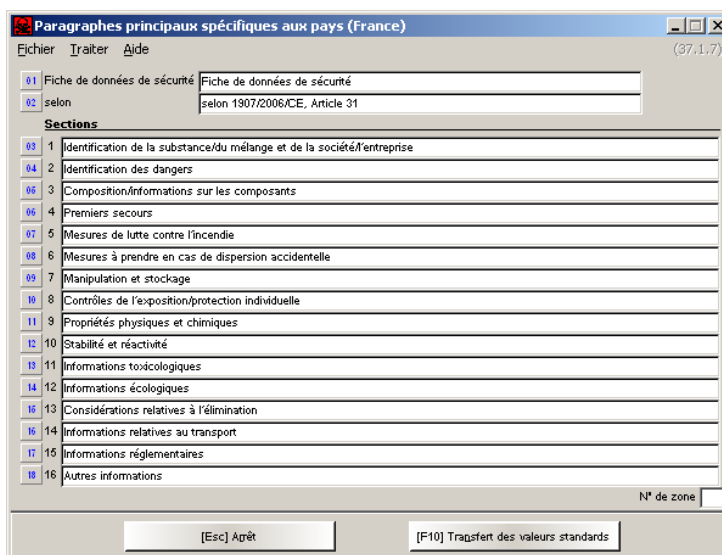 Paragraphes principaux spécifiques aux pays (France)
Fichier Traiter Aide (37.1.7)
01 Fiche de données de sécurité Fiche de données de sécurité
02 selon selon 1907/2006/CE, Article 31
Sections
03 1 Identification de la substance/du mélange et de la société/l'entreprise
04 2 Identification des dangers
05 3 Composition/informations sur les composants
06 4 Premiers secours
07 5 Mesures de lutte contre l'incendie
08 6 Mesures à prendre en cas de dispersion accidentelle
09 7 Manipulation et stockage
10 8 Contrôles de l'exposition/protection individuelle
11 9 Propriétés physiques et chimiques
12 10 Stabilité et réactivité
13 11 Informations toxicologiques
14 12 Informations écologiques
15 13 Considérations relatives à l'élimination
16 14 Informations relatives au transport
17 15 Informations réglementaires
18 16 Autres informations
N° de zone
[Esc] Arrêt [F10] Transfert des valeurs standards